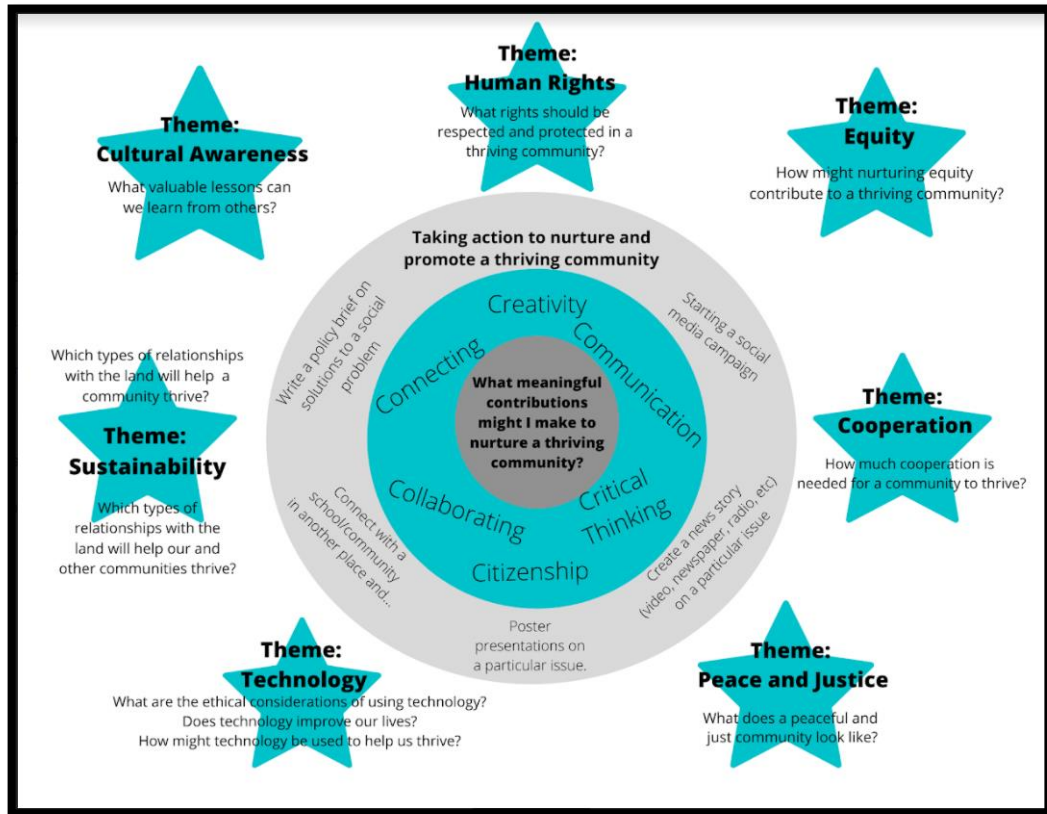 Theme:
Human Rights
What rights should be
respected and protected in a
thriving community?
Theme:
Cultural Awareness
What valuable lessons can
we learn from others?
Theme:
Equity
How might nurturing equity
contribute to a thriving community?
Taking action to nurture and
promote a thriving community
Write a policy brief on
solutions to a social
problem
Starting a social
media campaign
Creativity
Connecting
Communication
What meaningful
contributions
might I make to
nurture a thriving
community?
Collaborating
Critical
Thinking
Citizenship
Connect with a
school/community
in another place and...
Create a news story
(video, newspaper, radio, etc)
on a particular issue
Poster
presentations on
a particular issue.
Which types of relationships
with the land will help a
community thrive?
Theme:
Sustainability
Which types of
relationships with the
land will help our and
other communities thrive?
Theme:
Cooperation
How much cooperation is
needed for a community to thrive?
Theme:
Technology
What are the ethical considerations of using technology?
Does technology improve our lives?
How might technology be used to help us thrive?
Theme:
Peace and Justice
What does a peaceful and
just community look like?